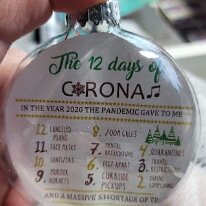 The 12 days of
CORONA
IN THE YEAR 2020 THE PANDEMIC GAVE TO ME
12 CANCELED PLANS
11 FACE MASKS
10 SANITIZERS
9 MURDER HORNETS
8. ZOOM CALLS
7. MENTAL BREAKDOWNS
6 FEET APART
5. CURBSIDE PICKUPS
4 QUARANTINES
3 TRAVEL RESTRICTIONS
AND A MASSIVE SHORTAGE OF TP